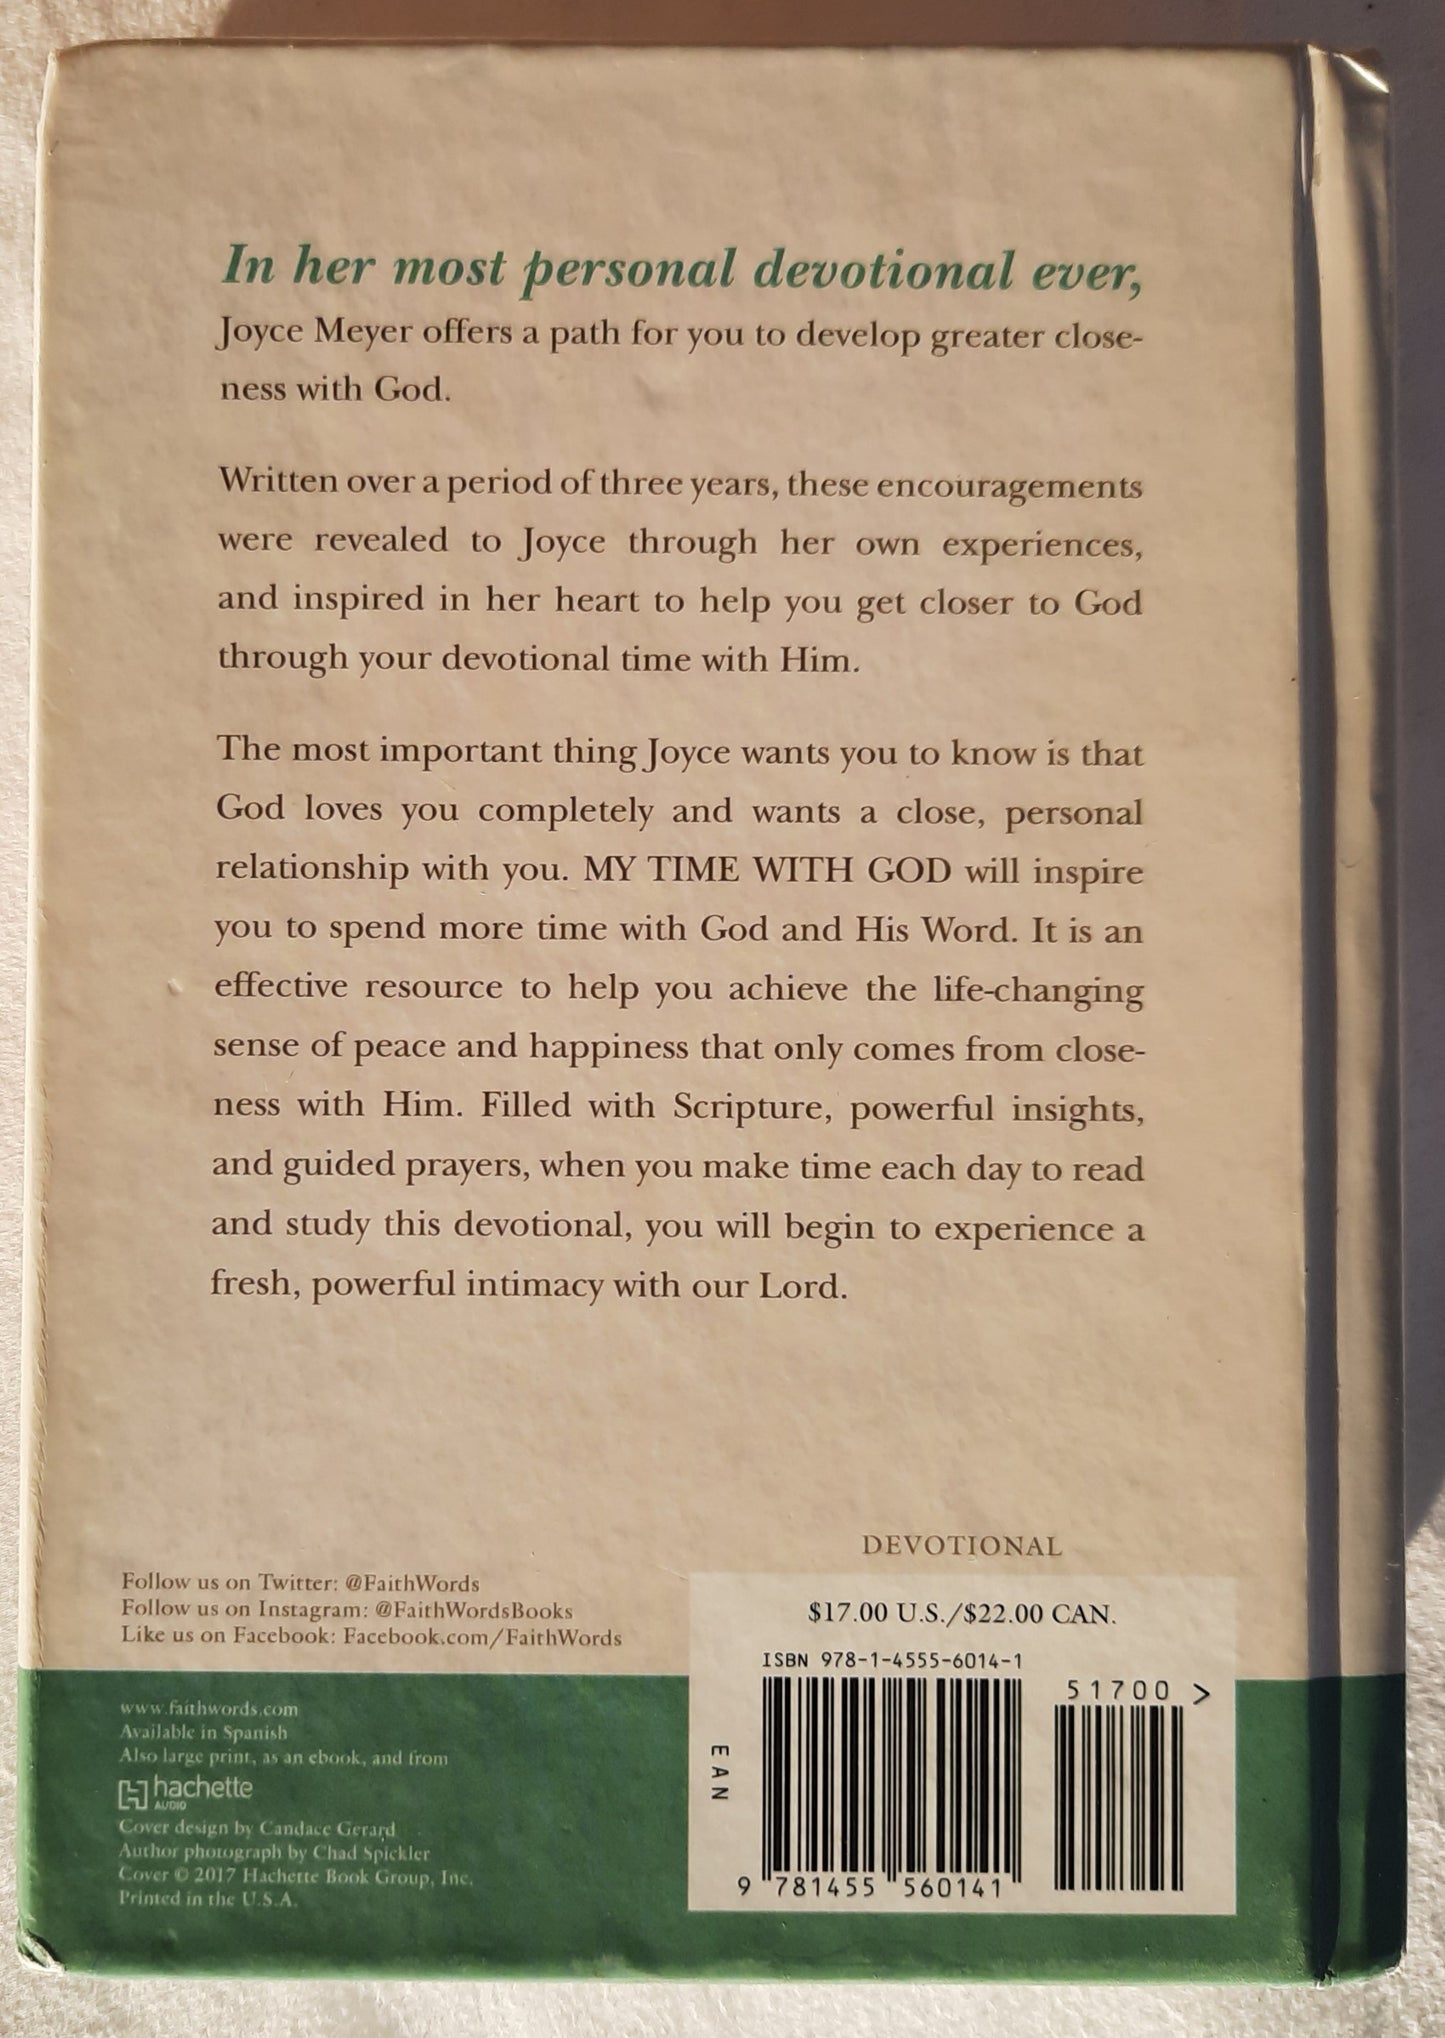 In her most personal devotional ever,
Joyce Meyer offers a path for you to develop greater close-
ness with God.
Written over a period of three years, these encouragements
were revealed to Joyce through her own experiences,
and inspired in her heart to help you get closer to God
through your devotional time with Him.
The most important thing Joyce wants you to know is that
God loves you completely and wants a close, personal
relationship with you. MY TIME WITH GOD will inspire
you to spend more time with God and His Word. It is an
effective resource to help you achieve the life-changing
sense of peace and happiness that only comes from close-
ness with Him. Filled with Scripture, powerful insights,
and guided prayers, when you make time each day to read
and study this devotional, you will begin to experience a
fresh, powerful intimacy with our Lord.
Follow us on Twitter: @FaithWords
Follow us on Instagram: @FaithWordsBooks
Like us on Facebook: Facebook.com/FaithWords
www.faithwords.com
Available in Spanish
Also large print, as an ebook, and from
hachette
AUDIO
Cover design by Candace Gerard
Author photograph by Chad Spickler
Cover © 2017 Hachette Book Group, Inc.
Printed in the U.S.A.
DEVOTIONAL
$17.00 U.S./$22.00 CAN.
ISBN 978-1-4555-6014-1
51700 >
EAN
9 781455 560141